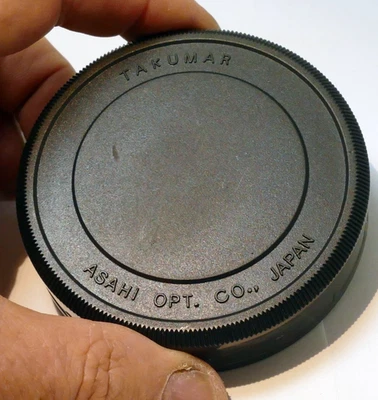 TAKUMAR
ASAHI OPT. CO., JAPAN